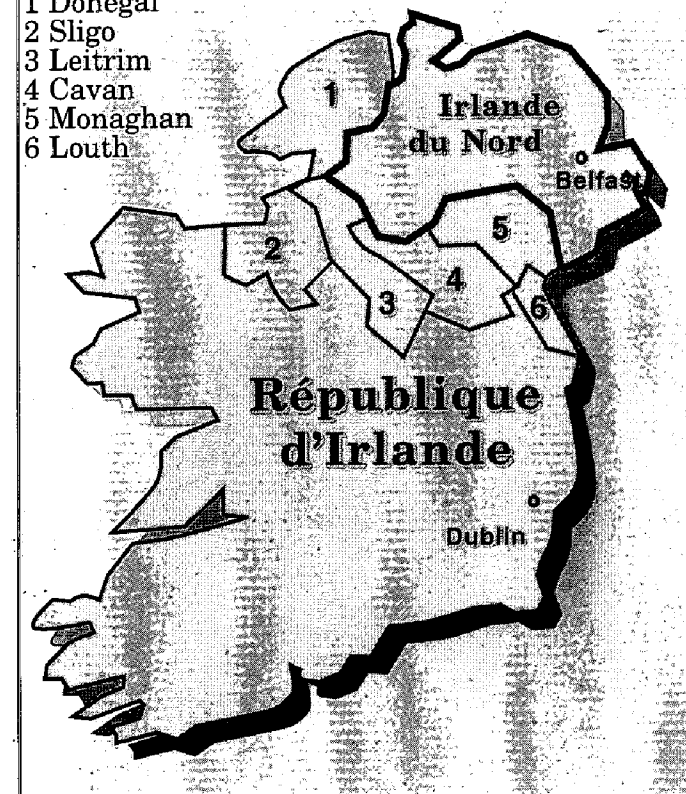 1 Donegal
2 Sligo
3 Leitrim
4 Cavan
5 Monaghan
6 Louth
1
Irlande
du Nord
Belfast
2
5
4
3
6
République
d'Irlande
Dublin